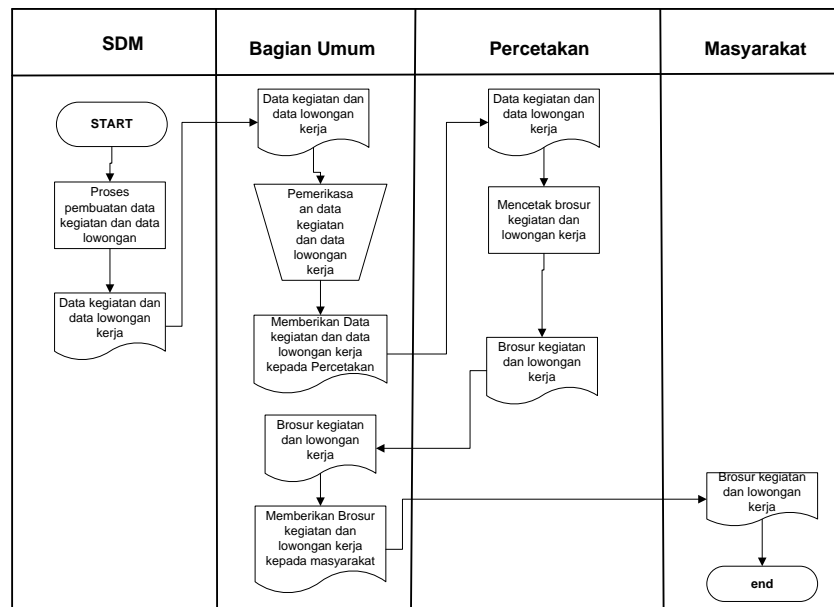 SDM
Bagian Umum
Percetakan
Masyarakat
START
Proses
pembuatan data
kegiatan dan data
lowongan
Data kegiatan dan
data lowongan
kerja
Data kegiatan dan
data lowongan
kerja
Pemerikasa
an data
kegiatan
dan data
lowongan
kerja
Memberikan Data
kegiatan dan data
lowongan kerja
kepada Percetakan
Data kegiatan dan
data lowongan
kerja
Mencetak brosur
kegiatan dan
lowongan kerja
Brosur kegiatan
dan lowongan
kerja
Brosur kegiatan
dan lowongan
kerja
Memberikan Brosur
kegiatan dan
lowongan kerja
kepada masyarakat
Brosur kegiatan
dan lowongan
kerja
end